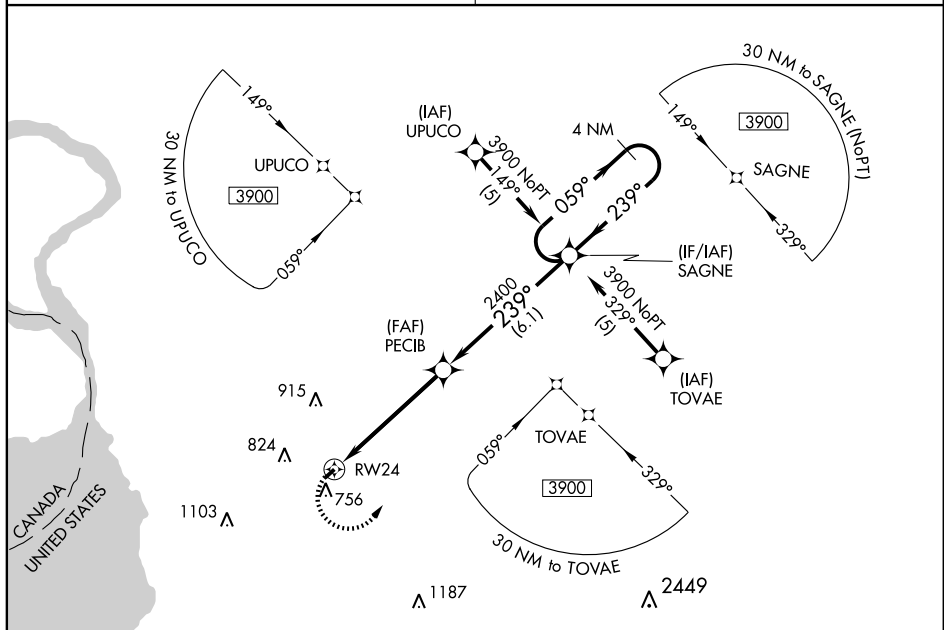 149°
UPUCO
3900
059°
30 NM to UPUCO
(IAF)
UPUCO
3900 NoPT
149°
(5)
4 NM
059°
239°
30 NM to SAGNE (NoPT)
149°
3900
SAGNE
329°
(IF/IAF)
SAGNE
3900 NoPT
329°
(5)
(IAF)
TOVAE
2400
239°
(6.1)
(FAF)
PECIB
915
824
RW24
756
1103
CANADA
UNITED STATES
TOVAE
059°
329°
3900
30 NM to TOVAE
1187
2449